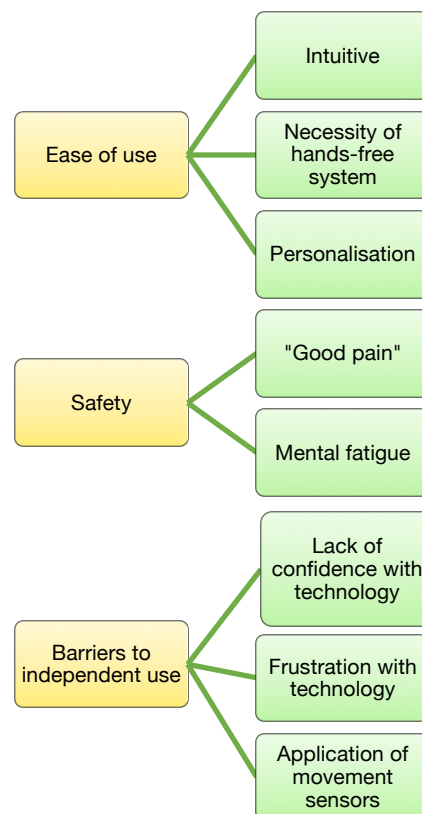 Ease of use
Intuitive
Necessity of
hands-free
system
Personalisation
Safety
"Good pain"
Mental fatigue
Barriers to
independent use
Lack of
confidence with
technology
Frustration with
technology
Application of
movement
sensors